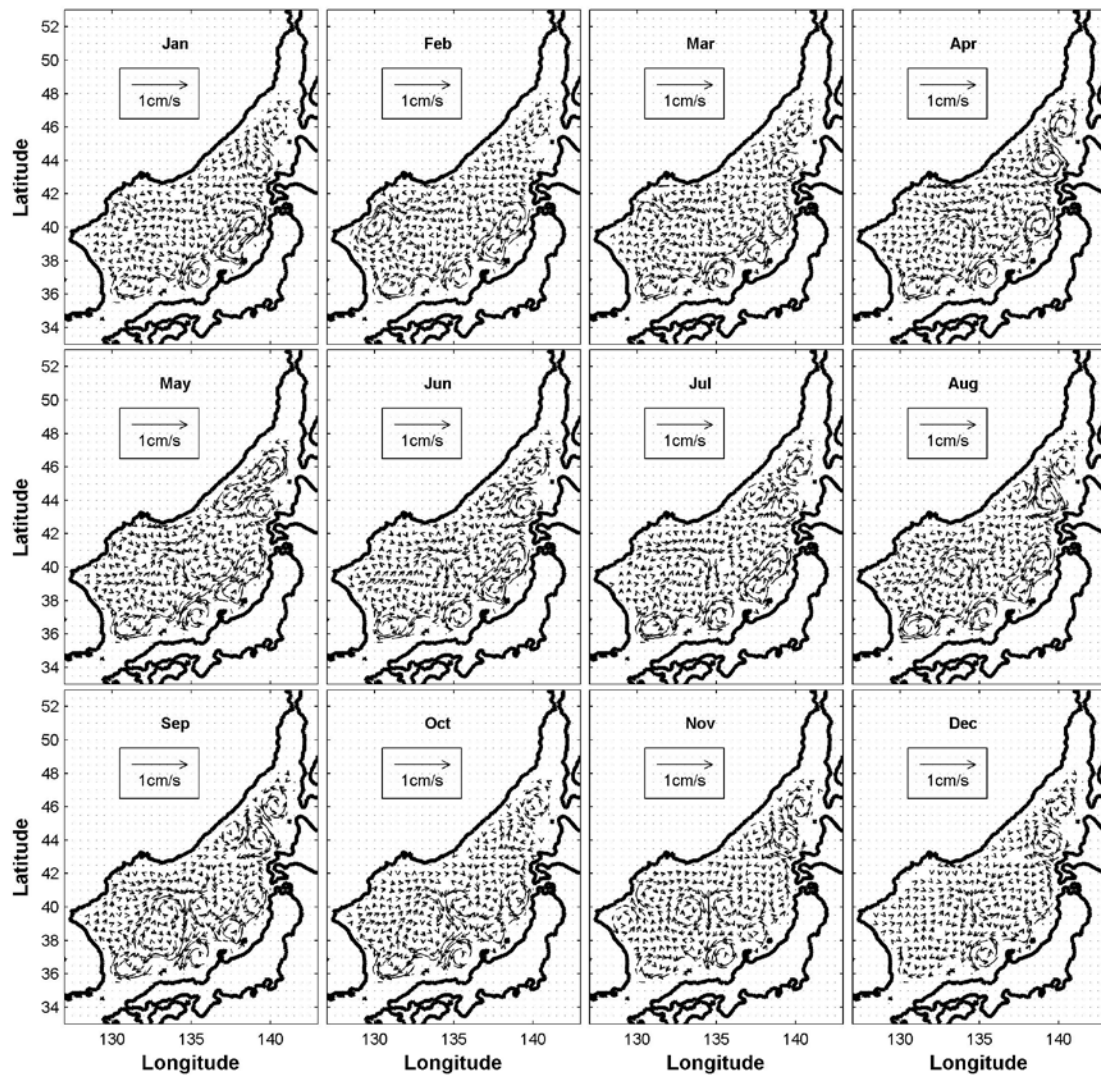 52
50
48
46
44
42
40
38
36
34
Latitude
Jan
1cm/s
Feb
1cm/s
Mar
1cm/s
Apr
1cm/s
52
50
48
46
44
42
40
38
36
34
Latitude
May
1cm/s
Jun
1cm/s
Jul
1cm/s
Aug
1cm/s
52
50
48
46
44
42
40
38
36
34
Latitude
Sep
1cm/s
Oct
1cm/s
Nov
1cm/s
Dec
1cm/s
130 135 140
130 135 140
130 135 140
130 135 140
Longitude
Longitude
Longitude
Longitude